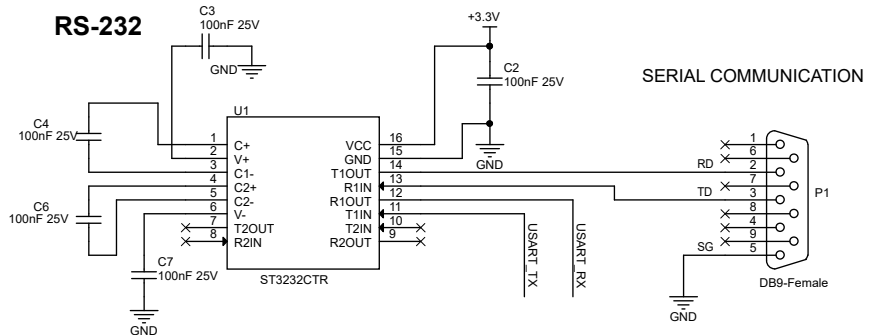 RS-232
C3
100nF 25V
GND
+3.3V
C2
100nF 25V
GND
SERIAL COMMUNICATION
C4
100nF 25V
C6
100nF 25V
C7
100nF 25V
GND
U1
1 C+ VCC 16
2 V+ GND 15
3 C1- T1OUT 14
4 C2+ R1IN 13
5 C2- R1OUT 12
6 V- T1IN 11
7 T2OUT T2IN 10
8 R2IN R2OUT 9
ST3232CTR
USART_TX
USART_RX
RD
TD
SG
GND
1
6
2
7
3
8
4
9
5
P1
DB9-Female